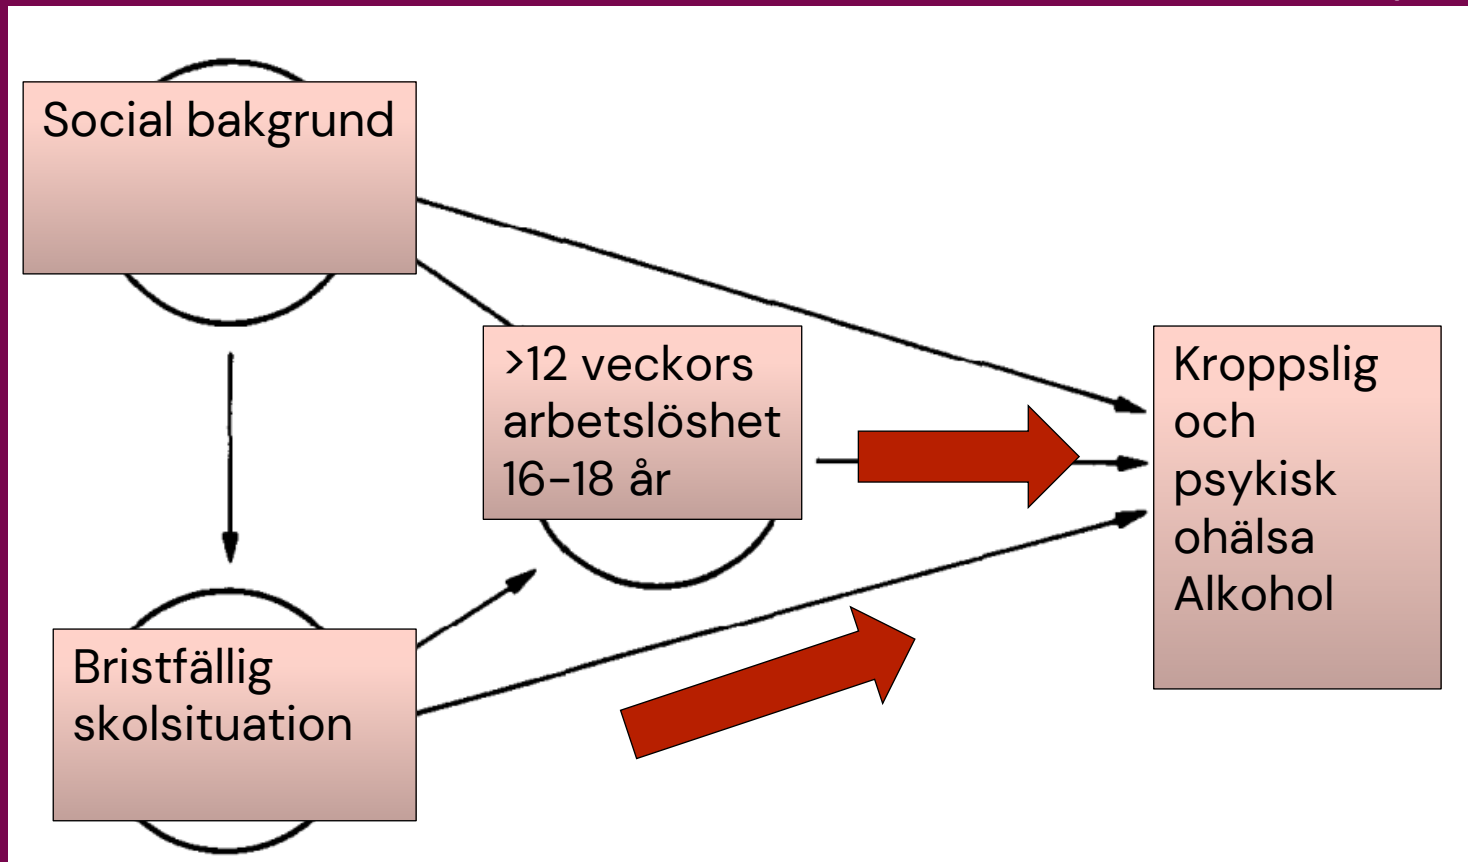 Social bakgrund
>12 veckors
arbetslöshet
16-18 år
Kroppslig
och
psykisk
ohälsa
Alkohol
Bristfällig
skolsituation